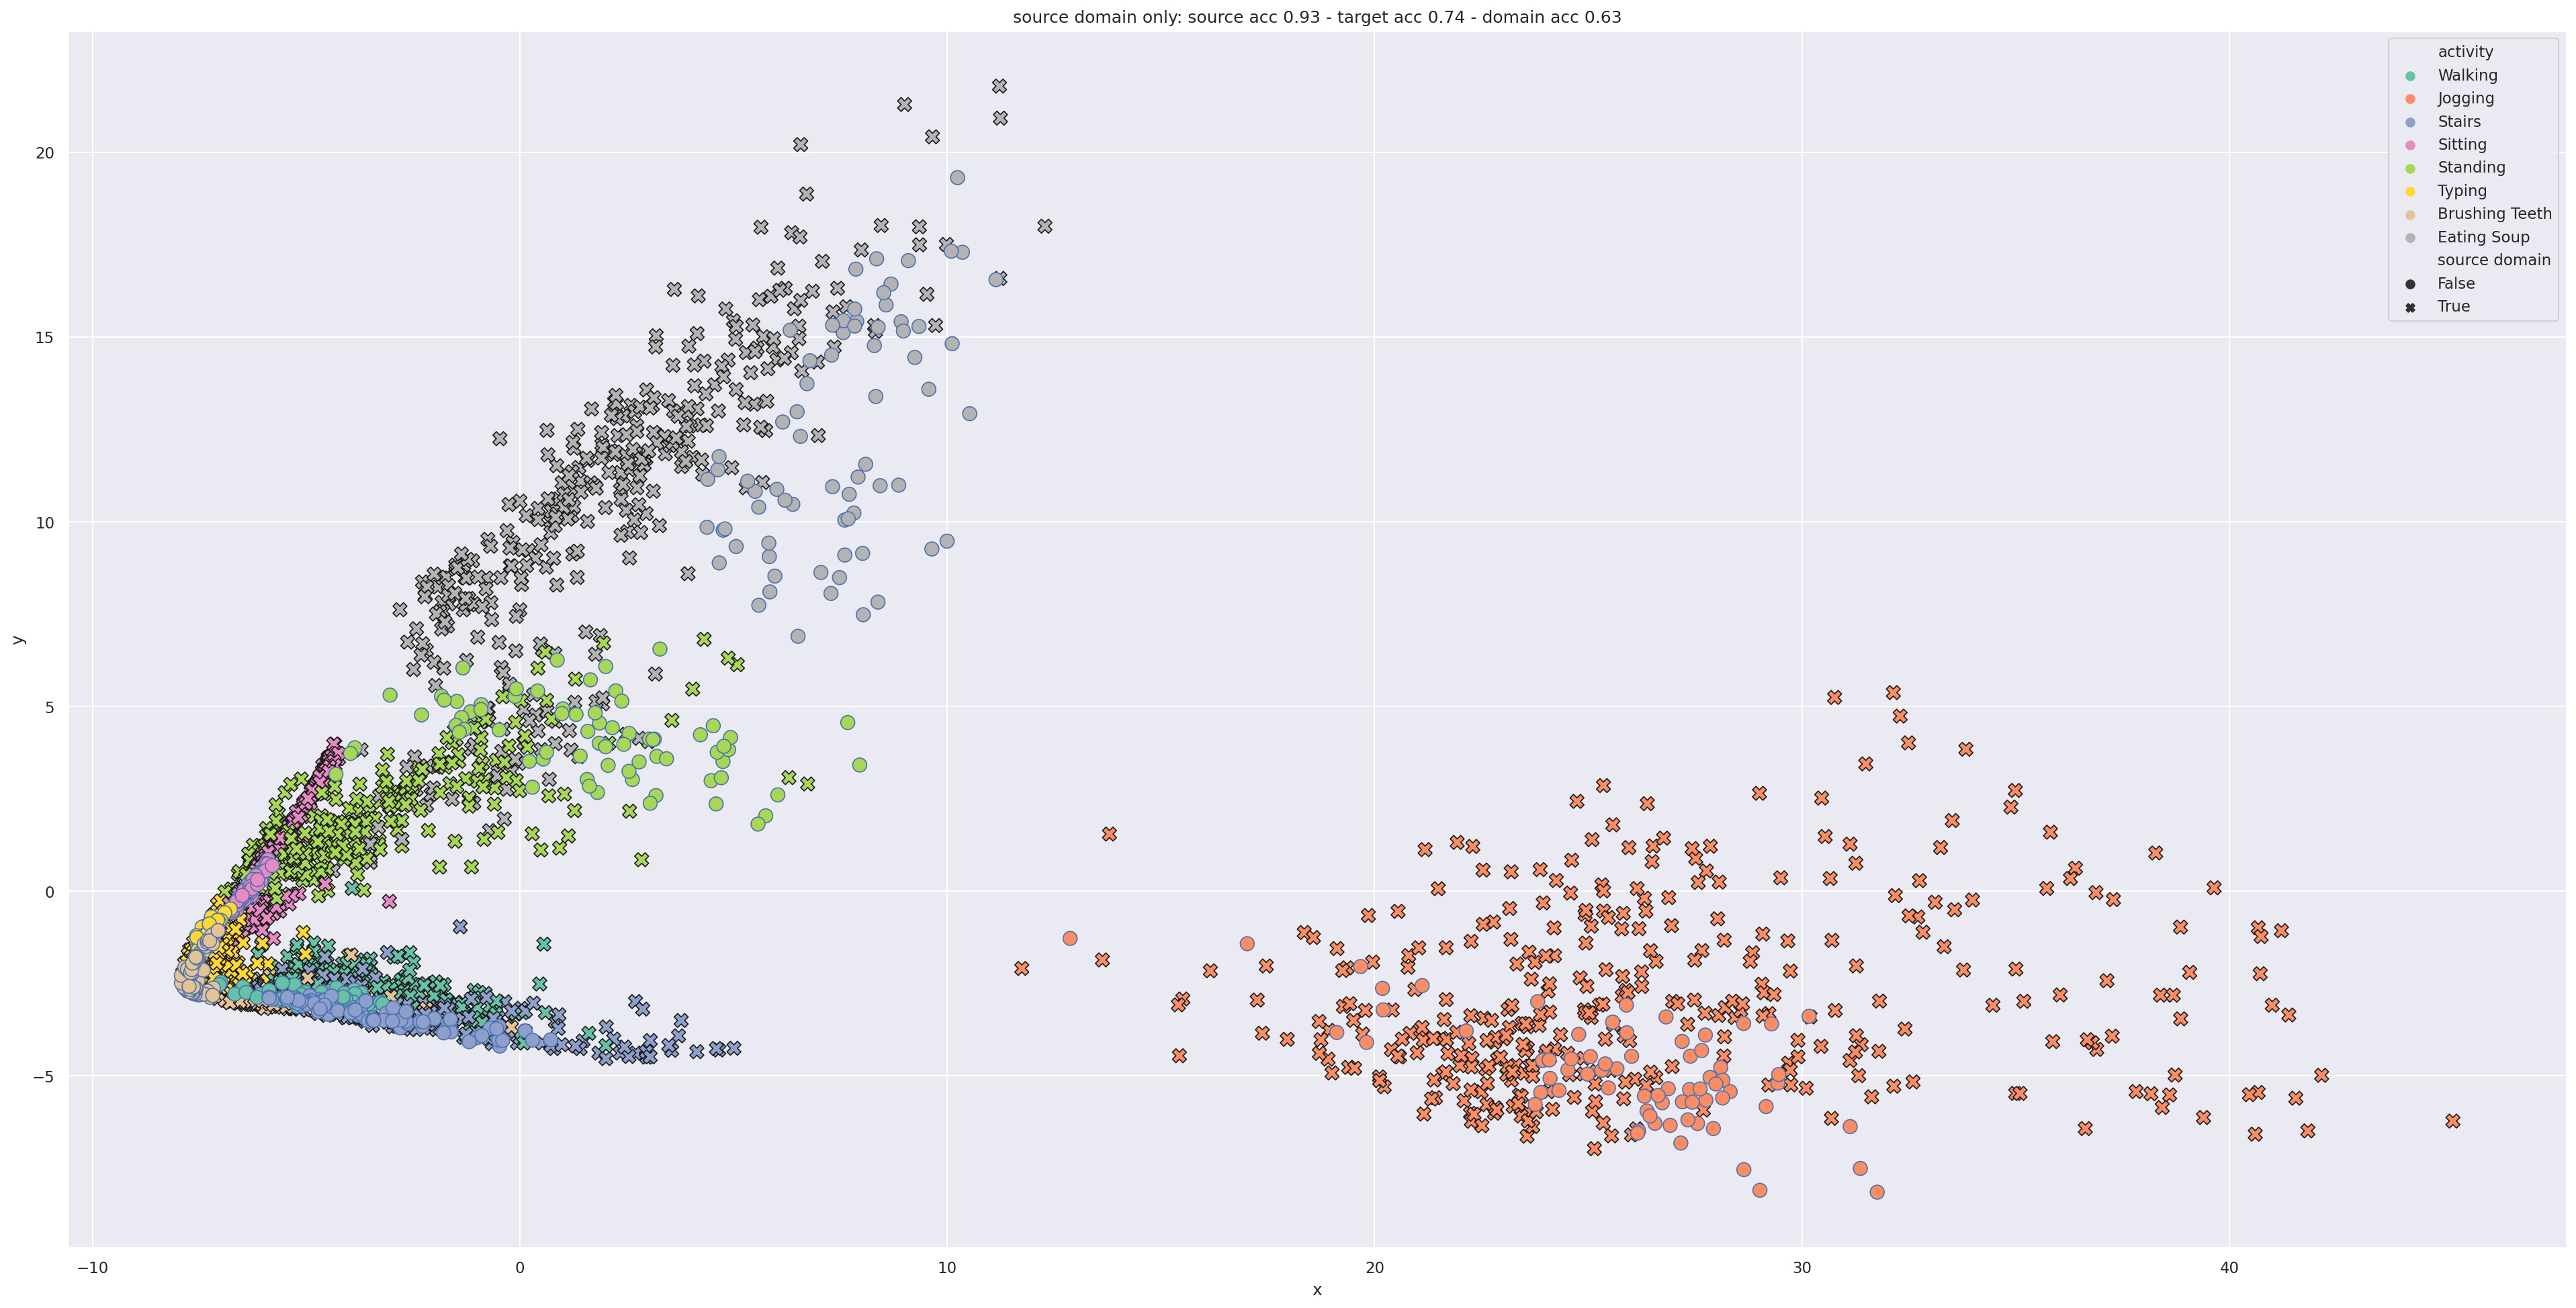 source domain only: source acc 0.93 - target acc 0.74 - domain acc 0.63
activity
Walking
Jogging
Stairs
Sitting
Standing
Typing
Brushing Teeth
Eating Soup
source domain
False
True
20
15
10
5
0
−5
y
−10
0
10
20
30
40
x